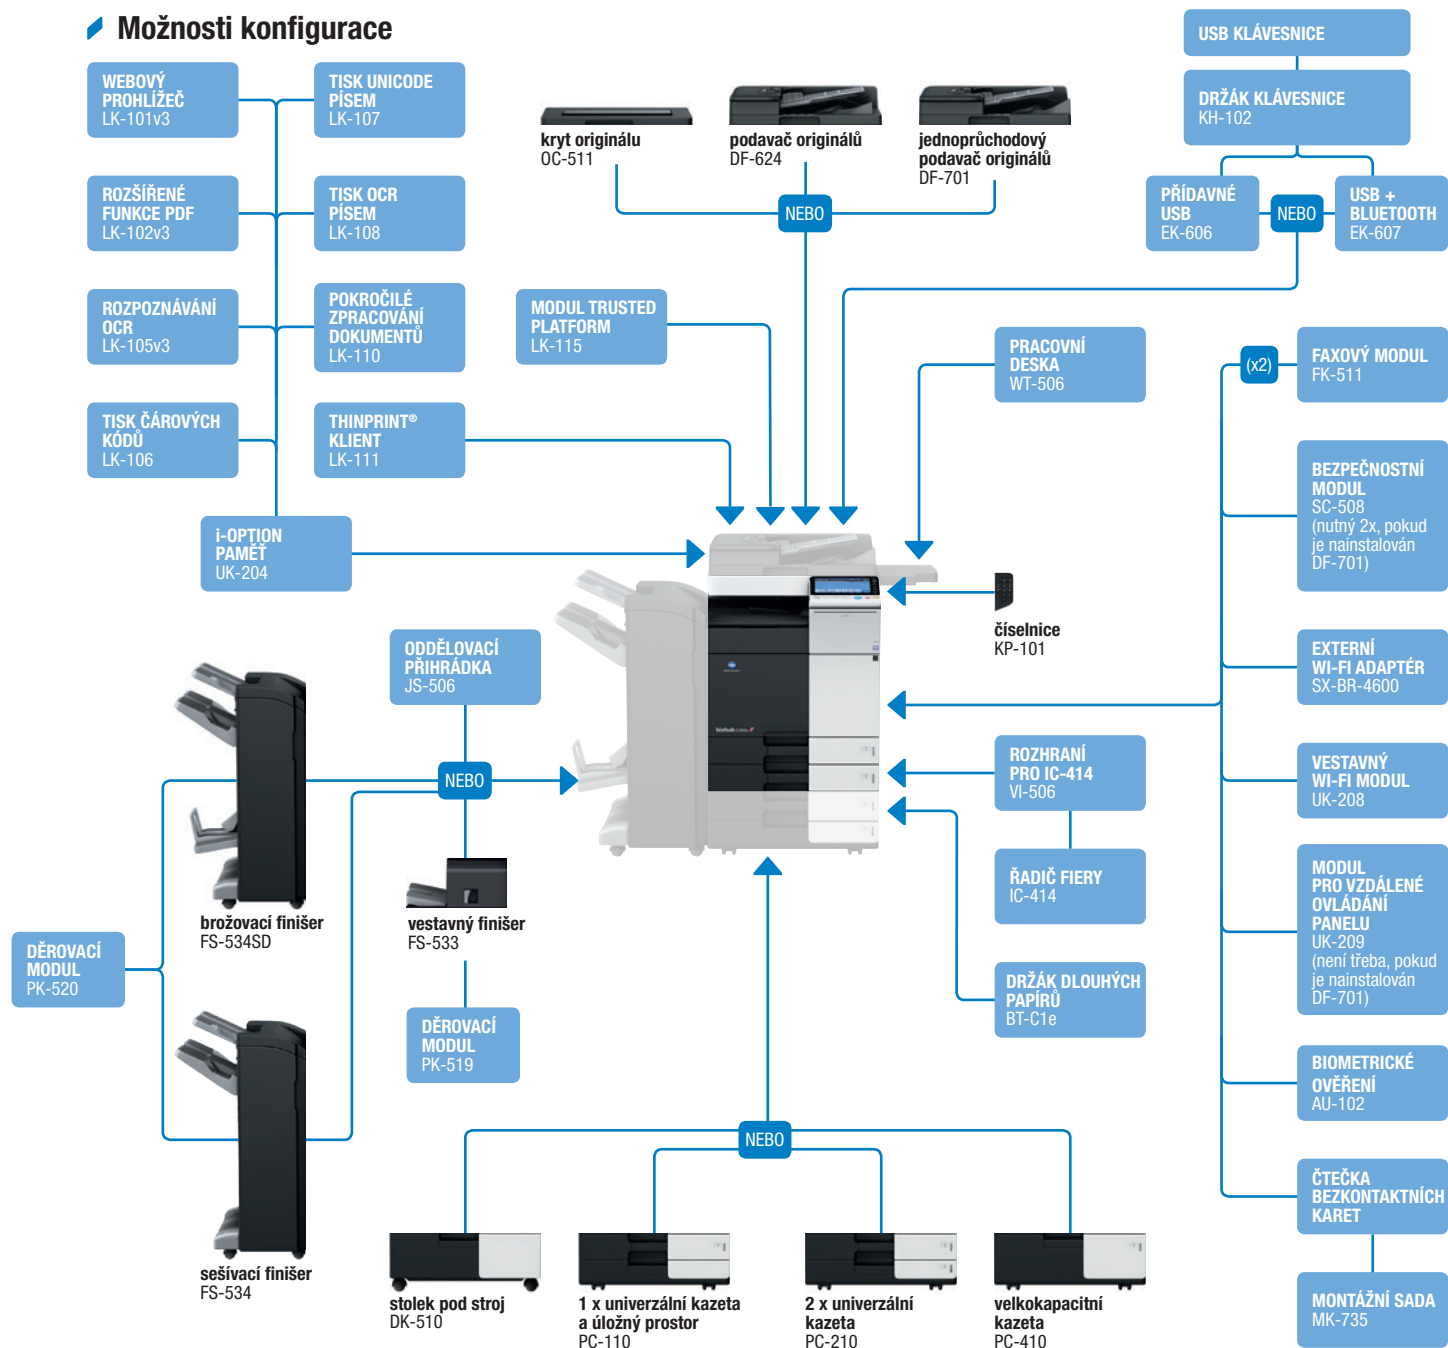 Možnosti konfigurace
WEBOVÝ
PROHLÍŽEČ
LK-101v3
TISK UNICODE
PÍSEM
LK-107
ROZŠÍŘENÉ
FUNKCE PDF
LK-102v3
TISK OCR
PÍSEM
LK-108
ROZPOZNÁVÁNÍ
OCR
LK-105v3
POKROČILÉ
ZPRACOVÁNÍ
DOKUMENTŮ
LK-110
TISK ČÁROVÝCH
KÓDŮ
LK-106
THINPRINT®
KLIENT
LK-111
i-OPTION
PAMĚŤ
UK-204
kryt originálu
OC-511
podavač originálů
DF-624
jednoprůchodový
podavač originálů
DF-701
NEBO
MODUL TRUSTED
PLATFORM
LK-115
USB KLÁVESNICE
DRŽÁK KLÁVESNICE
KH-102
PŘÍDAVNÉ
USB
EK-606
NEBO
USB +
BLUETOOTH
EK-607
PRACOVNÍ
DESKA
WT-506
(x2)
FAXOVÝ MODUL
FK-511
BEZPEČNOSTNÍ
MODUL
SC-508
(nutný 2x, pokud
je nainstalován
DF-701)
číselnice
KP-101
EXTERNÍ
WI-FI ADAPTÉR
SX-BR-4600
ROZHRANÍ
PRO IC-414
VI-506
VESTAVNÝ
WI-FI MODUL
UK-208
ŘADIČ FIERY
IC-414
MODUL
PRO VZDÁLENÉ
OVLÁDÁNÍ
PANELU
UK-209
(není třeba, pokud
je nainstalován
DF-701)
DRŽÁK DLOUHÝCH
PAPÍRŮ
BT-C1e
BIOMETRICKÉ
OVĚŘENÍ
AU-102
ČTEČKA
BEZKONTAKTNÍCH
KARET
MONTÁŽNÍ SADA
MK-735
ODDĚLOVACÍ
PŘIHRÁDKA
JS-506
NEBO
brožovací finišer
FS-534SD
vestavný finišer
FS-533
DĚROVACÍ
MODUL
PK-520
DĚROVACÍ
MODUL
PK-519
sešívací finišer
FS-534
NEBO
stolek pod stroj
DK-510
1 x univerzální kazeta
a úložný prostor
PC-110
2 x univerzální
kazeta
PC-210
velkokapacitní
kazeta
PC-410
bizhub